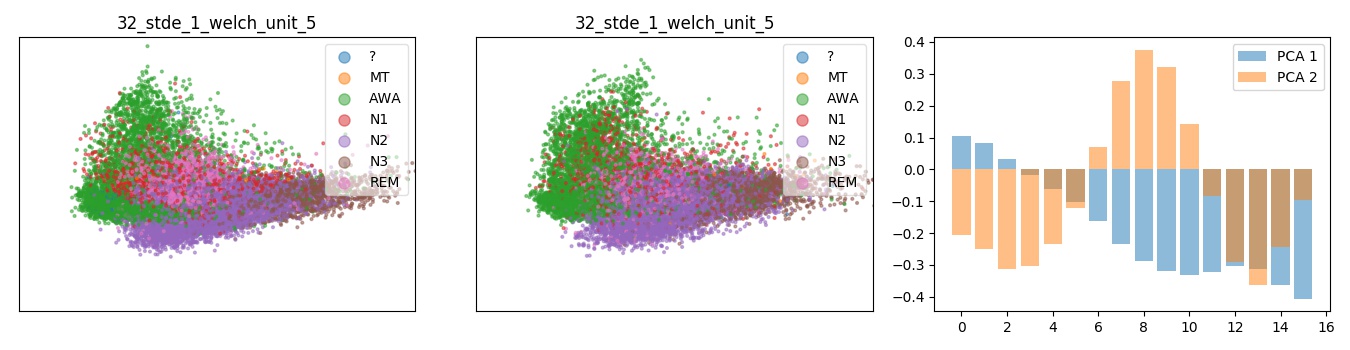 32_stde_1_welch_unit_5
?
MT
AWA
N1
N2
N3
REM
32_stde_1_welch_unit_5
?
MT
AWA
N1
N2
N3
REM
PCA 1
PCA 2
0.4
0.3
0.2
0.1
0.0
−0.1
−0.2
−0.3
−0.4
0 2 4 6 8 10 12 14 16